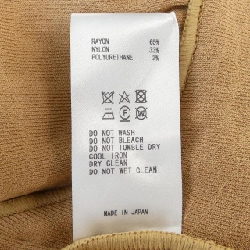 RAYON 65%
NYLON 32%
POLYURETHANE 3%
DO NOT WASH
DO NOT BLEACH
DO NOT TUMBLE DRY
COOL IRON
DRY CLEAN
DO NOT WET CLEAN
MADE IN JAPAN